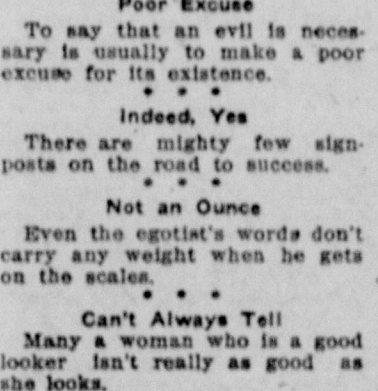 Poor Excuse
To say that an evil is neces-
sary is usually to make a poor
excuse for its existence.
* * *
Indeed, Yes
There are mighty few sign-
posts on the road to success.
* * *
Not an Ounce
Even the egotist's words don't
carry any weight when he gets
on the scales.
* * *
Can't Always Tell
Many a woman who is a good
looker isn't really as good as
she looks.